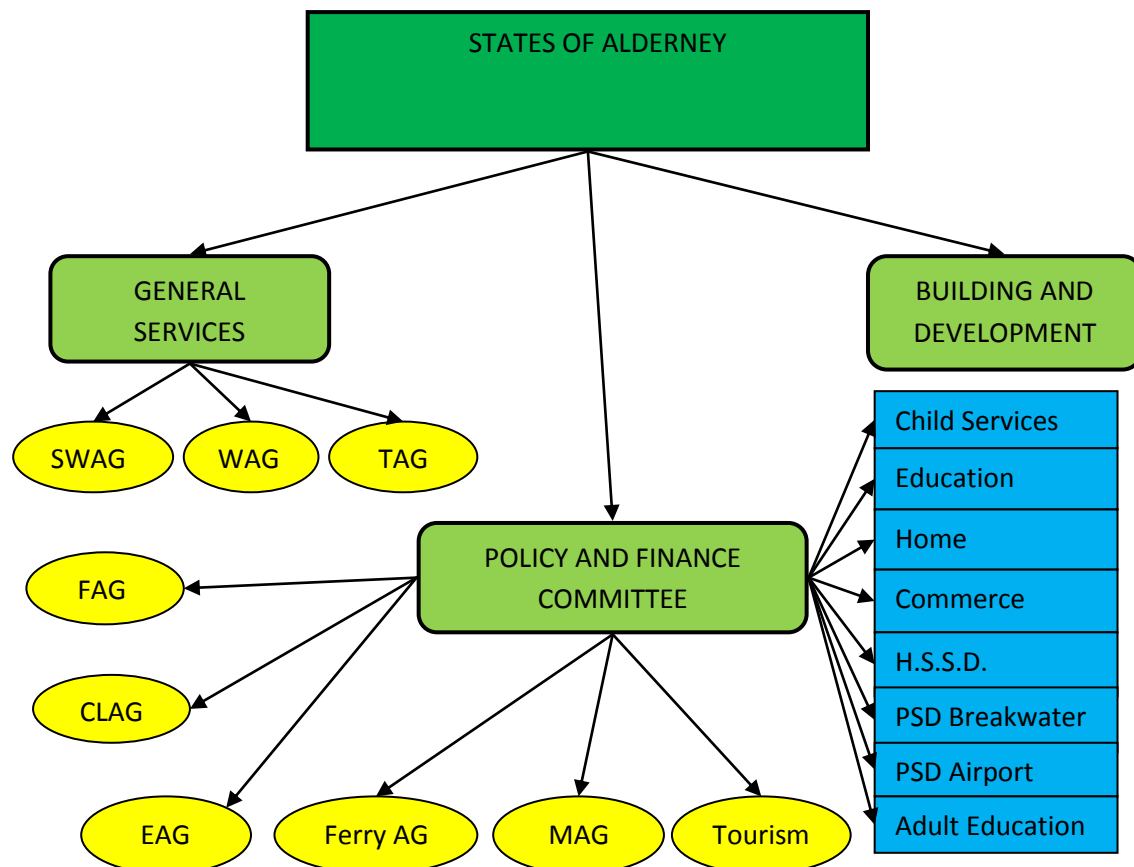 STATES OF ALDERNEY
GENERAL
SERVICES
BUILDING AND
DEVELOPMENT
SWAG
WAG
TAG
Child Services
Education
Home
Commerce
H.S.S.D.
PSD Breakwater
PSD Airport
Adult Education
POLICY AND FINANCE
COMMITTEE
FAG
CLAG
EAG
Ferry AG
MAG
Tourism